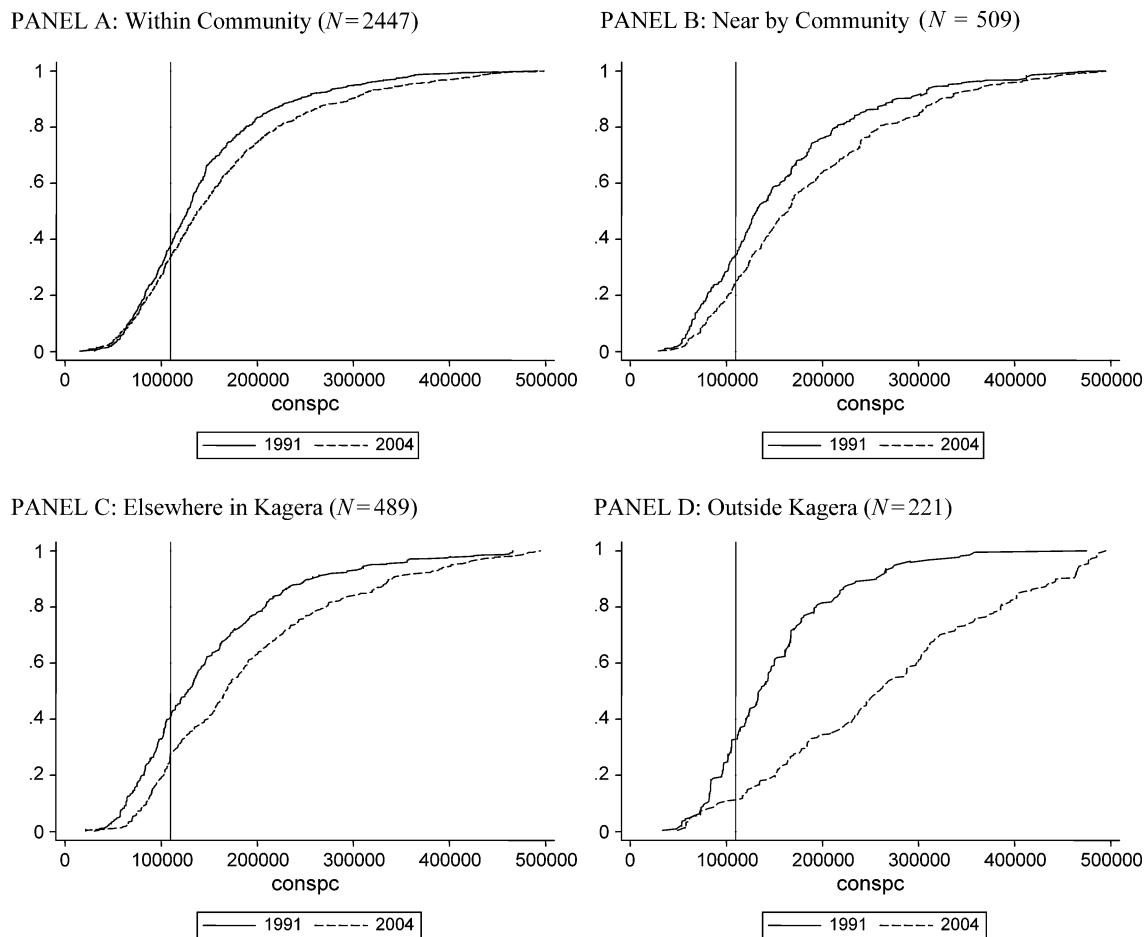 PANEL A: Within Community (N=2447)
1
.8
.6
.4
.2
0
0 100000 200000 300000 400000 500000
conspc
1991 2004
PANEL B: Near by Community (N = 509)
1
.8
.6
.4
.2
0
0 100000 200000 300000 400000 500000
conspc
1991 2004
PANEL C: Elsewhere in Kagera (N=489)
1
.8
.6
.4
.2
0
0 100000 200000 300000 400000 500000
conspc
1991 2004
PANEL D: Outside Kagera (N=221)
1
.8
.6
.4
.2
0
0 100000 200000 300000 400000 500000
conspc
1991 2004